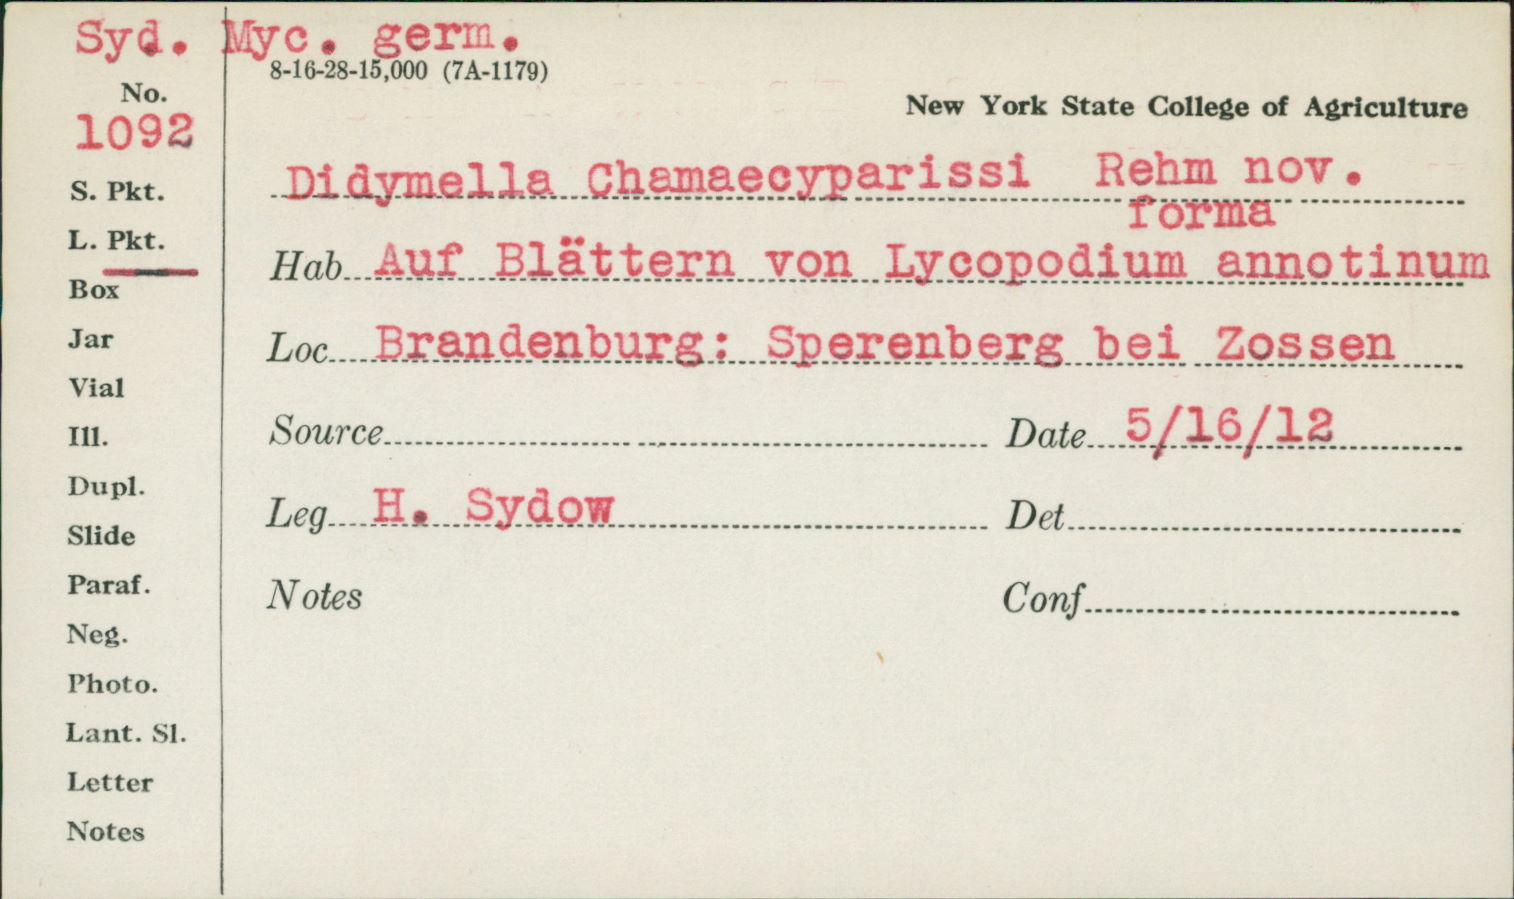 Syd. Myc. germ.
8-16-28-15,000 (7A-1179)
No.
1092
New York State College of Agriculture
Didymella Chamaecyparissi Rehm nov.
forma
S. Pkt.
L. Pkt.
Hab Auf Blättern von Lycopodium annotinum
Box
Jar
Loc Brandenburg: Sperenberg bei Zossen
Vial
Ill.
Source Date 5/16/12
Dupl.
Leg H. Sydow Det
Slide
Paraf.
Notes Conf
Neg.
Photo.
Lant. Sl.
Letter
Notes